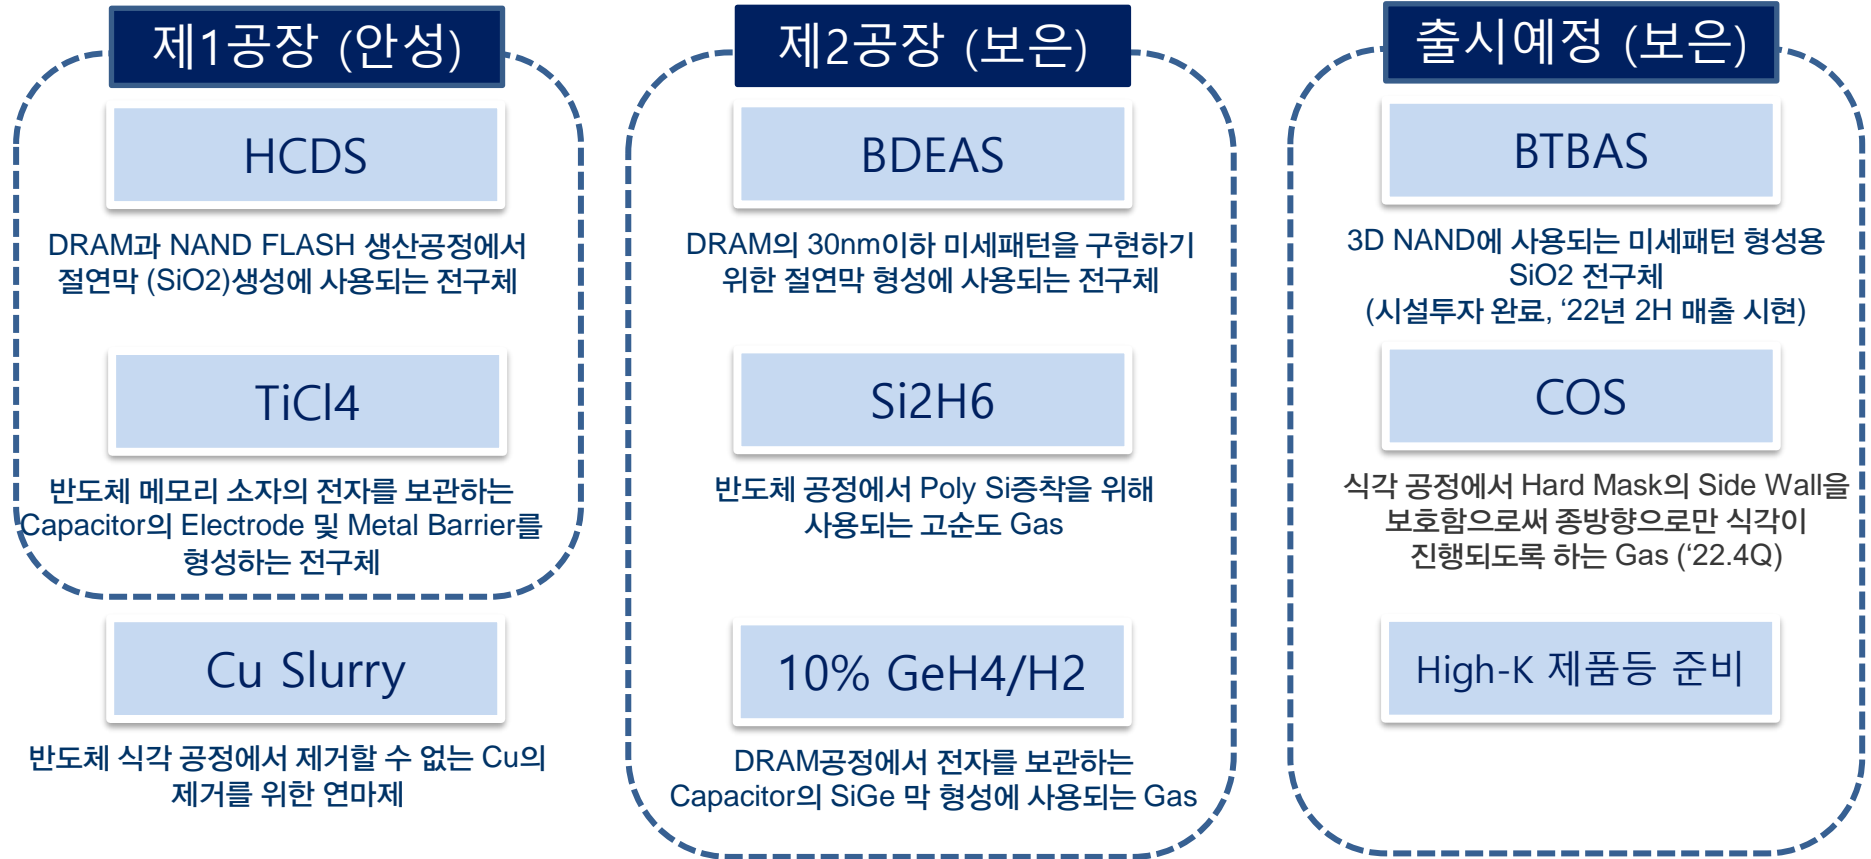 제1공장 (안성)
HCDS
DRAM과 NAND FLASH 생산공정에서
절연막 (SiO2)생성에 사용되는 전구체
TiCl4
반도체 메모리 소자의 전자를 보관하는
Capacitor의 Electrode 및 Metal Barrier를
형성하는 전구체
Cu Slurry
반도체 식각 공정에서 제거할 수 없는 Cu의
제거를 위한 연마제
제2공장 (보은)
BDEAS
DRAM의 30nm이하 미세패턴을 구현하기
위한 절연막 형성에 사용되는 전구체
Si2H6
반도체 공정에서 Poly Si증착을 위해
사용되는 고순도 Gas
10% GeH4/H2
DRAM공정에서 전자를 보관하는
Capacitor의 SiGe 막 형성에 사용되는 Gas
출시예정 (보은)
BTBAS
3D NAND에 사용되는 미세패턴 형성용
SiO2 전구체
(시설투자 완료, ‘22년 2H 매출 시현)
COS
식각 공정에서 Hard Mask의 Side Wall을
보호함으로써 종방향으로만 식각이
진행되도록 하는 Gas (‘22.4Q)
High-K 제품등 준비